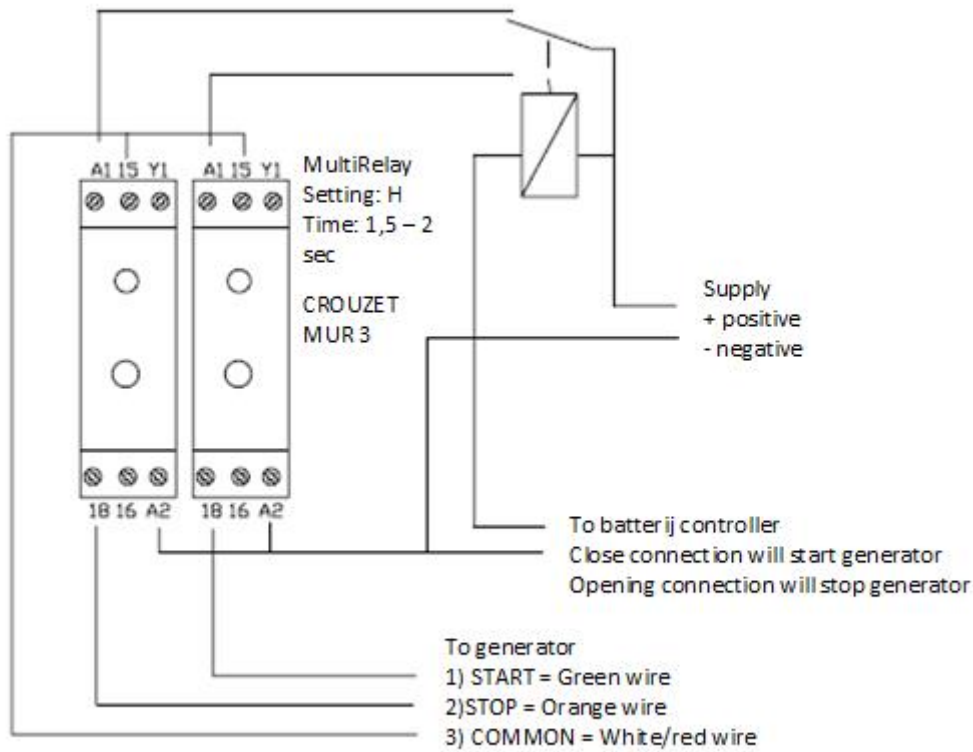 A1 15 Y1
A1 15 Y1
MultiRelay
Setting: H
Time: 1,5 – 2
sec
CROUZET
MUR 3
Supply
+ positive
- negative
18 16 A2
18 16 A2
To batterij controller
Close connection will start generator
Opening connection will stop generator
To generator
1) START = Green wire
2)STOP = Orange wire
3) COMMON = White/red wire